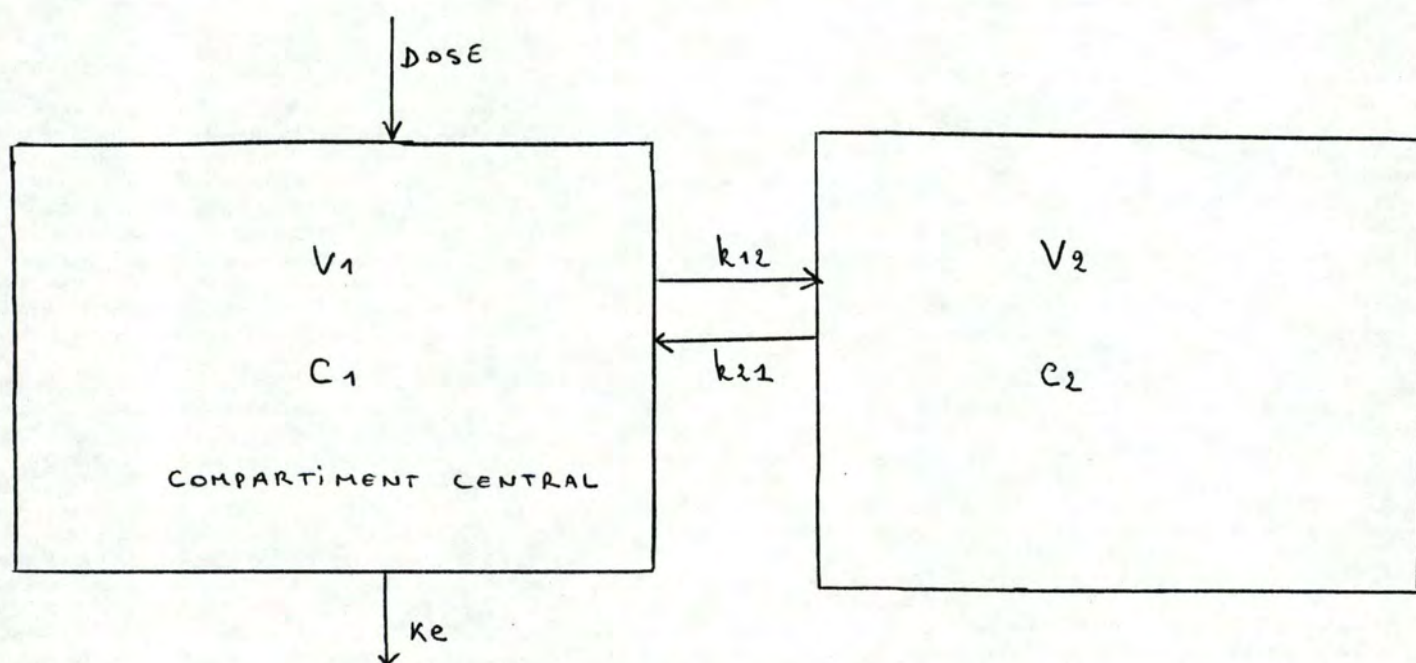 DOSE
V1
k12
V2
C1
k21
C2
COMPARTiMENT CENTRAL
Ke